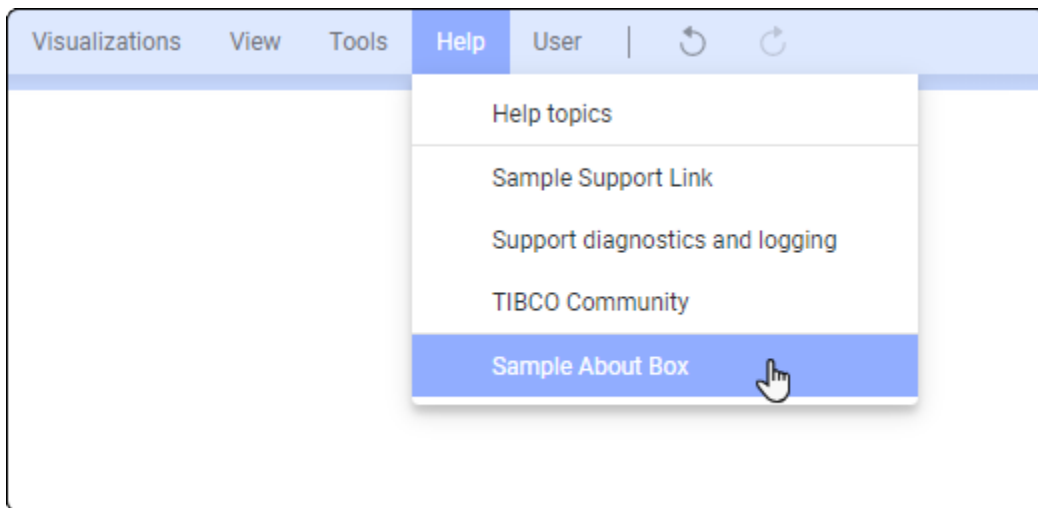 Visualizations View Tools Help User
Help topics
Sample Support Link
Support diagnostics and logging
TIBCO Community
Sample About Box